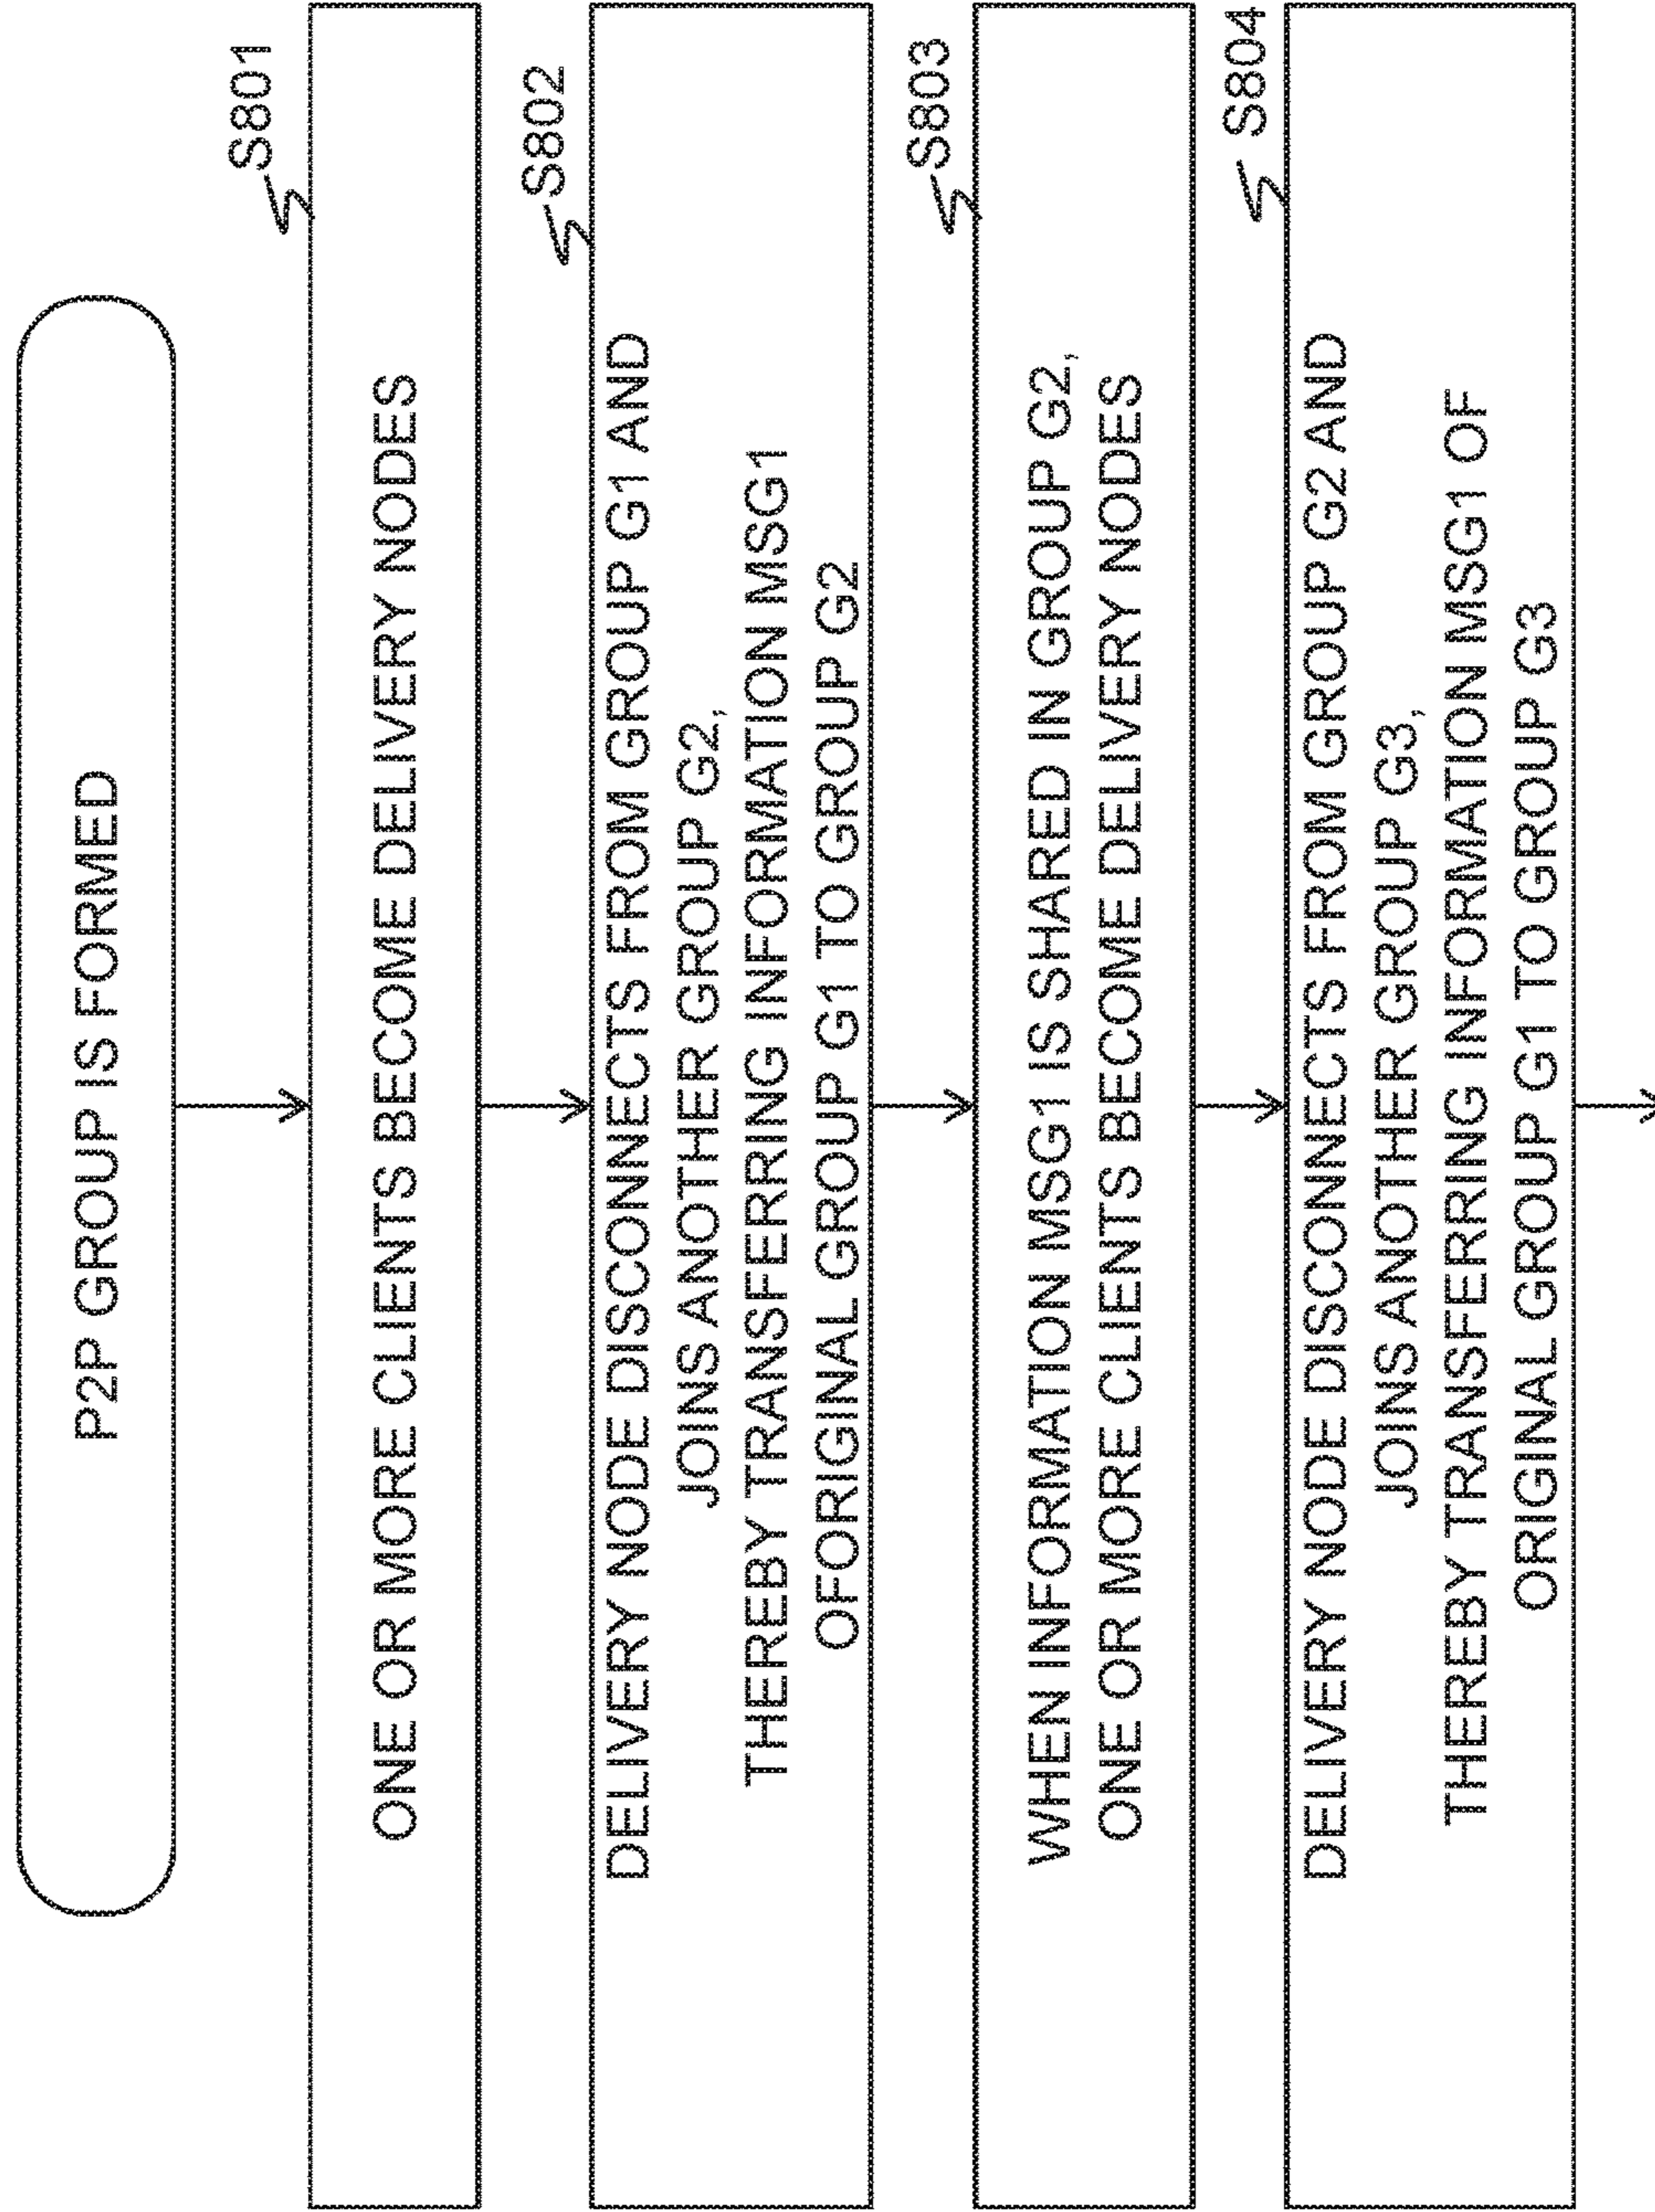 P2P GROUP IS FORMED
S801
ONE OR MORE CLIENTS BECOME DELIVERY NODES
S802
DELIVERY NODE DISCONNECTS FROM GROUP G1 AND
JOINS ANOTHER GROUP G2,
THEREBY TRANSFERRING INFORMATION MSG1
OFORIGINAL GROUP G1 TO GROUP G2
S803
WHEN INFORMATION MSG1 IS SHARED IN GROUP G2,
ONE OR MORE CLIENTS BECOME DELIVERY NODES
S804
DELIVERY NODE DISCONNECTS FROM GROUP G2 AND
JOINS ANOTHER GROUP G3,
THEREBY TRANSFERRING INFORMATION MSG1 OF
ORIGINAL GROUP G1 TO GROUP G3